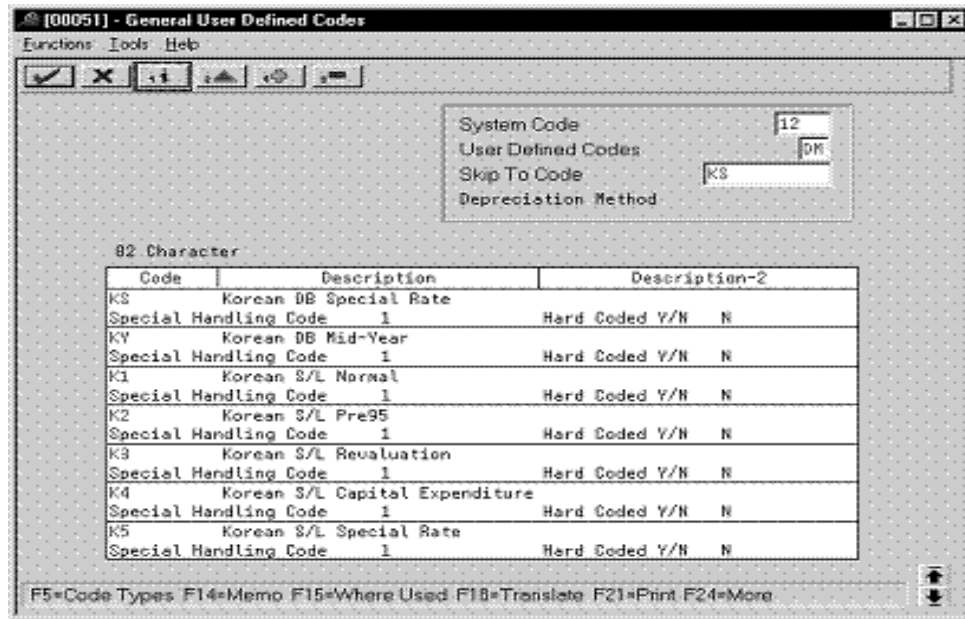 [00051] - General User Defined Codes
Functions Tools Help
System Code 12
User Defined Codes DM
Skip To Code KS
Depreciation Method
02 Character
Code Description Description-2
KS Korean DB Special Rate
Special Handling Code 1 Hard Coded Y/N N
KY Korean DB Mid-Year
Special Handling Code 1 Hard Coded Y/N N
K1 Korean S/L Normal
Special Handling Code 1 Hard Coded Y/N N
K2 Korean S/L Pre95
Special Handling Code 1 Hard Coded Y/N N
K3 Korean S/L Revaluation
Special Handling Code 1 Hard Coded Y/N N
K4 Korean S/L Capital Expenditure
Special Handling Code 1 Hard Coded Y/N N
K5 Korean S/L Special Rate
Special Handling Code 1 Hard Coded Y/N N
F5=Code Types F14=Memo F15=Where Used F18=Translate F21=Print F24=More